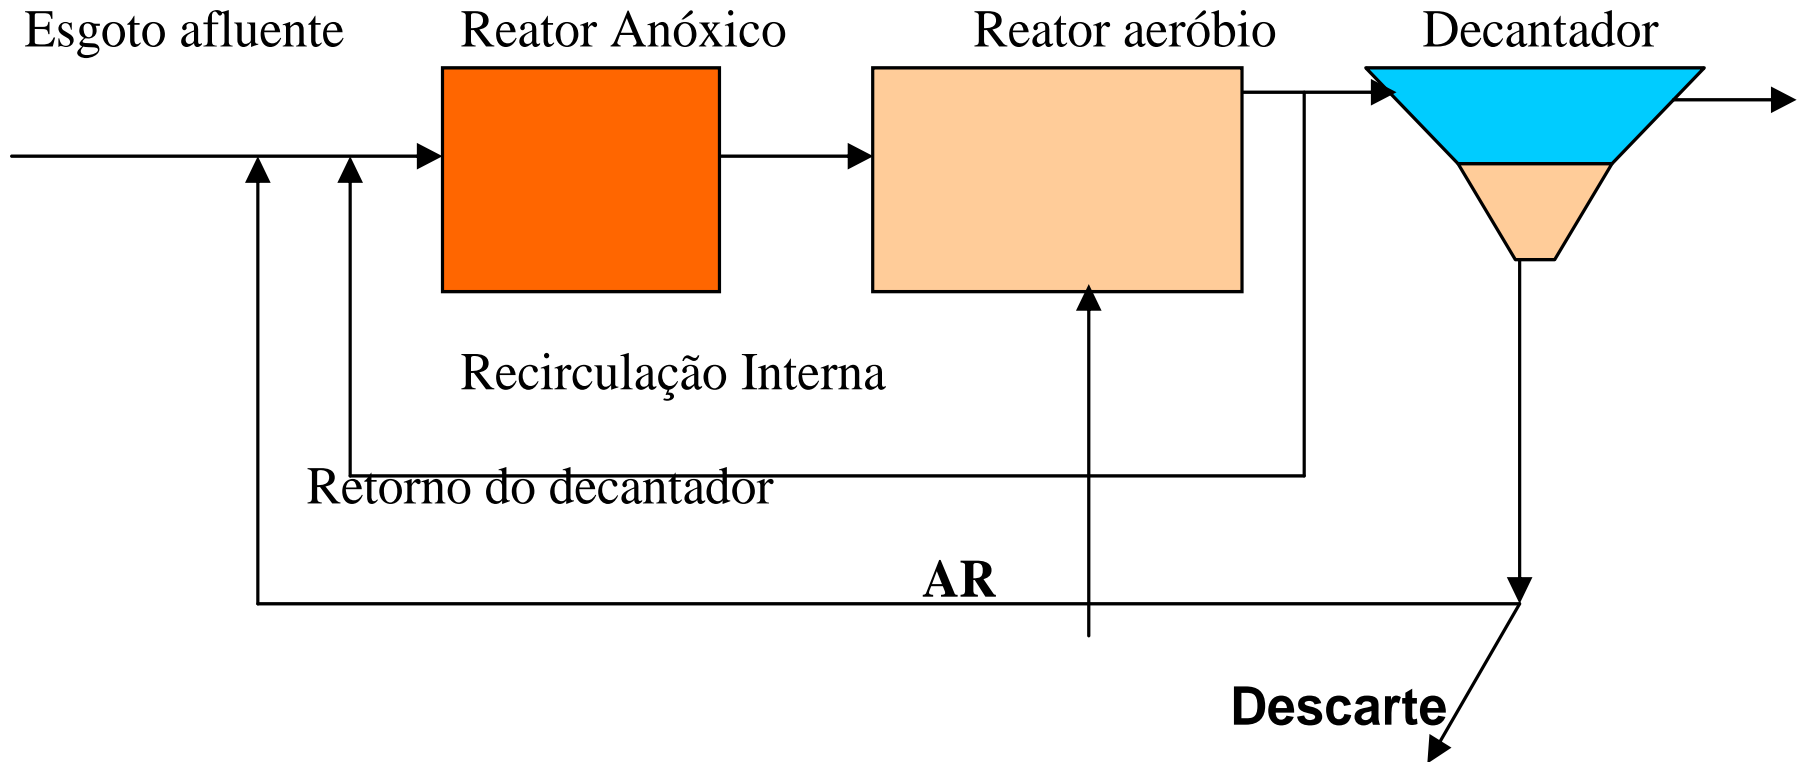 Esgoto afluente
Reator Anóxico
Reator aeróbio
Decantador
Recirculação Interna
Retorno do decantador
AR
Descarte